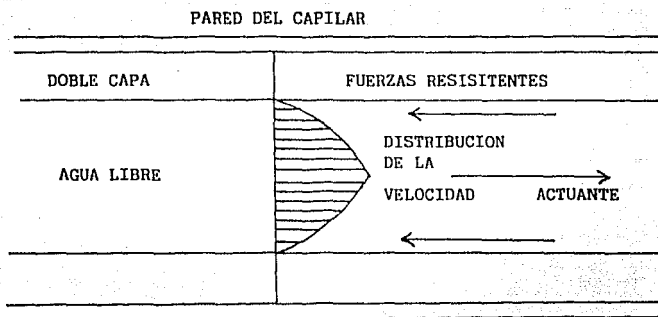 PARED DEL CAPILAR
DOBLE CAPA
FUERZAS RESISITENTES
DISTRIBUCION
DE LA
AGUA LIBRE
VELOCIDAD
ACTUANTE